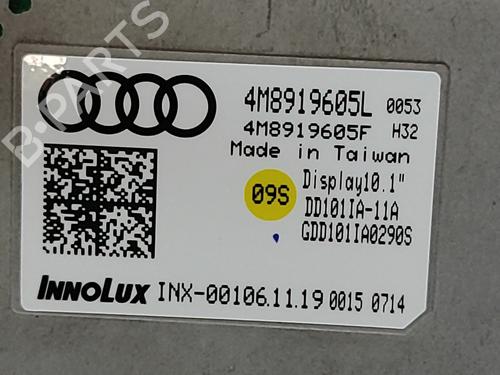 B-PARTS
4M8919605L 0053
4M8919605F H32
Made in Taiwan
09S
Display10.1"
DD101IA-11A
GDD101IA0290S
INNOLUX INX-00106.11.19 0015 0714